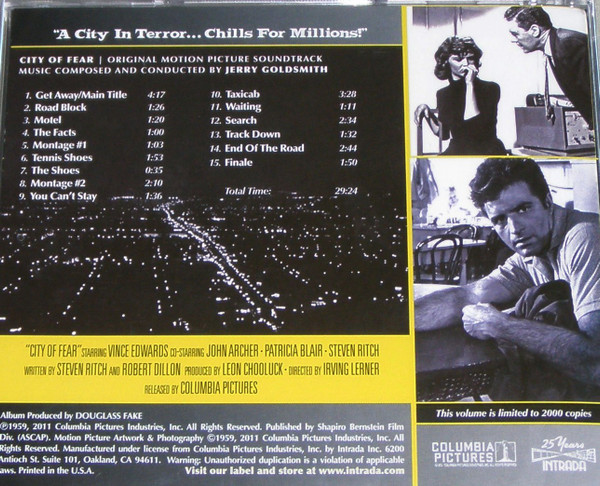 "A City In Terror... Chills For Millions!"
CITY OF FEAR | ORIGINAL MOTION PICTURE SOUNDTRACK
MUSIC COMPOSED AND CONDUCTED BY JERRY GOLDSMITH
1. Get Away/Main Title 4:17
2. Road Block 1:26
3. Motel 1:20
4. The Facts 1:00
5. Montage #1 1:03
6. Tennis Shoes 1:53
7. The Shoes 0:35
8. Montage #2 2:10
9. You Can't Stay 1:36
10. Taxicab 3:28
11. Waiting 1:11
12. Search 2:34
13. Track Down 1:32
14. End Of The Road 2:44
15. Finale 1:50
Total Time: 29:24
"CITY OF FEAR" STARRING VINCE EDWARDS CO-STARRING JOHN ARCHER · PATRICIA BLAIR · STEVEN RITCH
WRITTEN BY STEVEN RITCH AND ROBERT DILLON PRODUCED BY LEON CHOOLUCK · DIRECTED BY IRVING LERNER
RELEASED BY COLUMBIA PICTURES
Album Produced by DOUGLASS FAKE
℗1959, 2011 Columbia Pictures Industries, Inc. All Rights Reserved. Published by Shapiro Bernstein Film
Div. (ASCAP). Motion Picture Artwork & Photography ©1959, 2011 Columbia Pictures Industries, Inc. All
Rights Reserved. Manufactured under license from Columbia Pictures Industries, Inc. by Intrada Inc. 6200
Antioch St. Suite 101, Oakland, CA 94611. Warning: Unauthorized duplication is a violation of applicable
laws. Printed in the U.S.A. Visit our label and store at www.intrada.com
This volume is limited to 2000 copies
COLUMBIA
PICTURES
25 Years
INTRADA